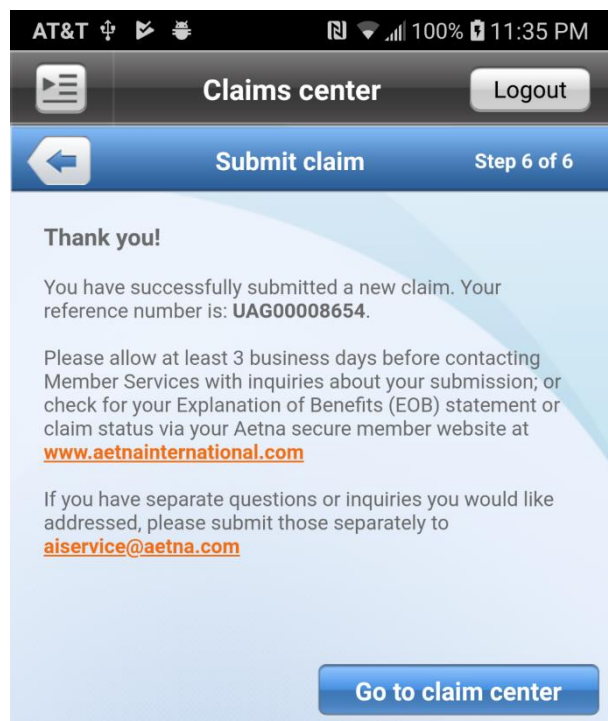 AT&T 100% 11:35 PM
Claims center Logout
Submit claim Step 6 of 6
Thank you!
You have successfully submitted a new claim. Your
reference number is: UAG00008654.
Please allow at least 3 business days before contacting
Member Services with inquiries about your submission; or
check for your Explanation of Benefits (EOB) statement or
claim status via your Aetna secure member website at
www.aetnainternational.com
If you have separate questions or inquiries you would like
addressed, please submit those separately to
aiservice@aetna.com
Go to claim center